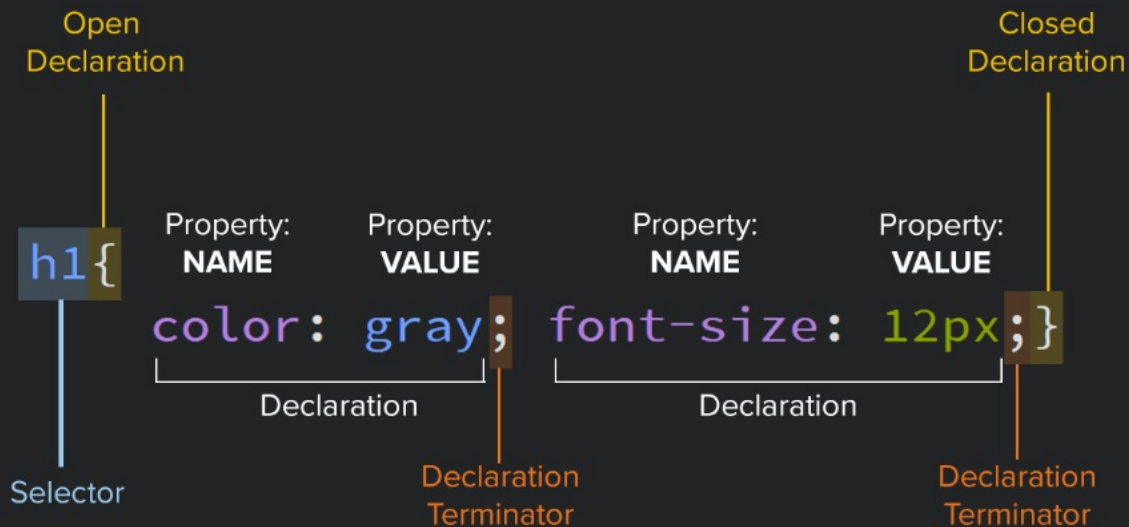 Open
Declaration
Closed
Declaration
Property:
NAME
Property:
VALUE
Property:
NAME
Property:
VALUE
h1{
color: gray; font-size: 12px;}
Declaration
Declaration
Selector
Declaration
Terminator
Declaration
Terminator